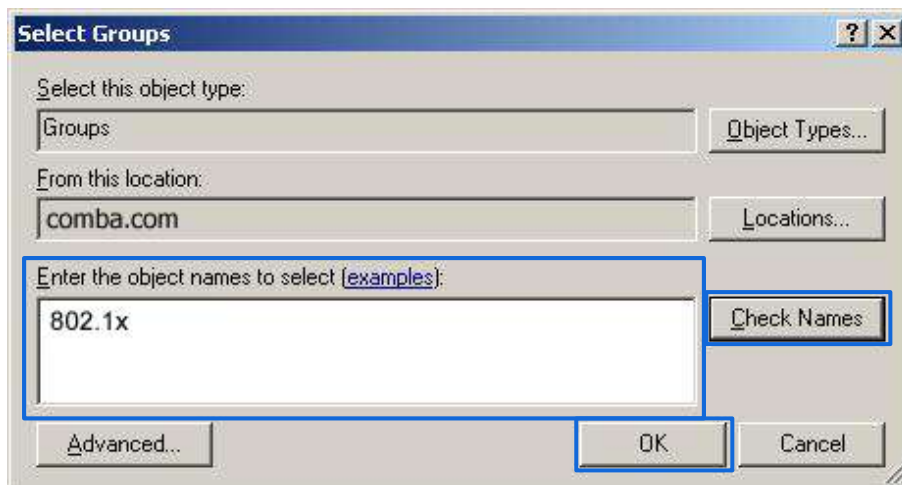 Select Groups
Select this object type:
Groups
Object Types...
From this location:
comba.com
Locations...
Enter the object names to select (examples):
802.1x
Check Names
Advanced...
OK
Cancel